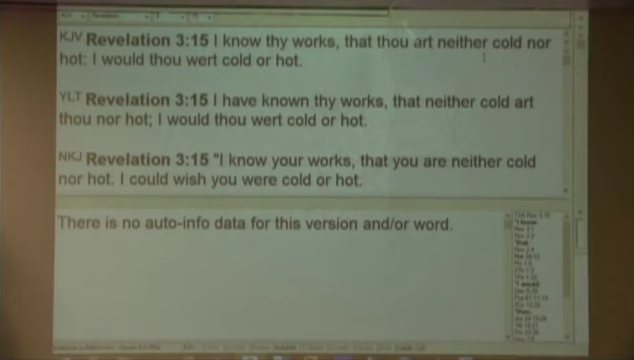 KJV Revelation 3:15 I know thy works, that thou art neither cold nor
hot: I would thou wert cold or hot.
YLT Revelation 3:15 I have known thy works, that neither cold art
thou nor hot; I would thou wert cold or hot.
NKJ Revelation 3:15 "I know your works, that you are neither cold
nor hot. I could wish you were cold or hot.
There is no auto-info data for this version and/or word.